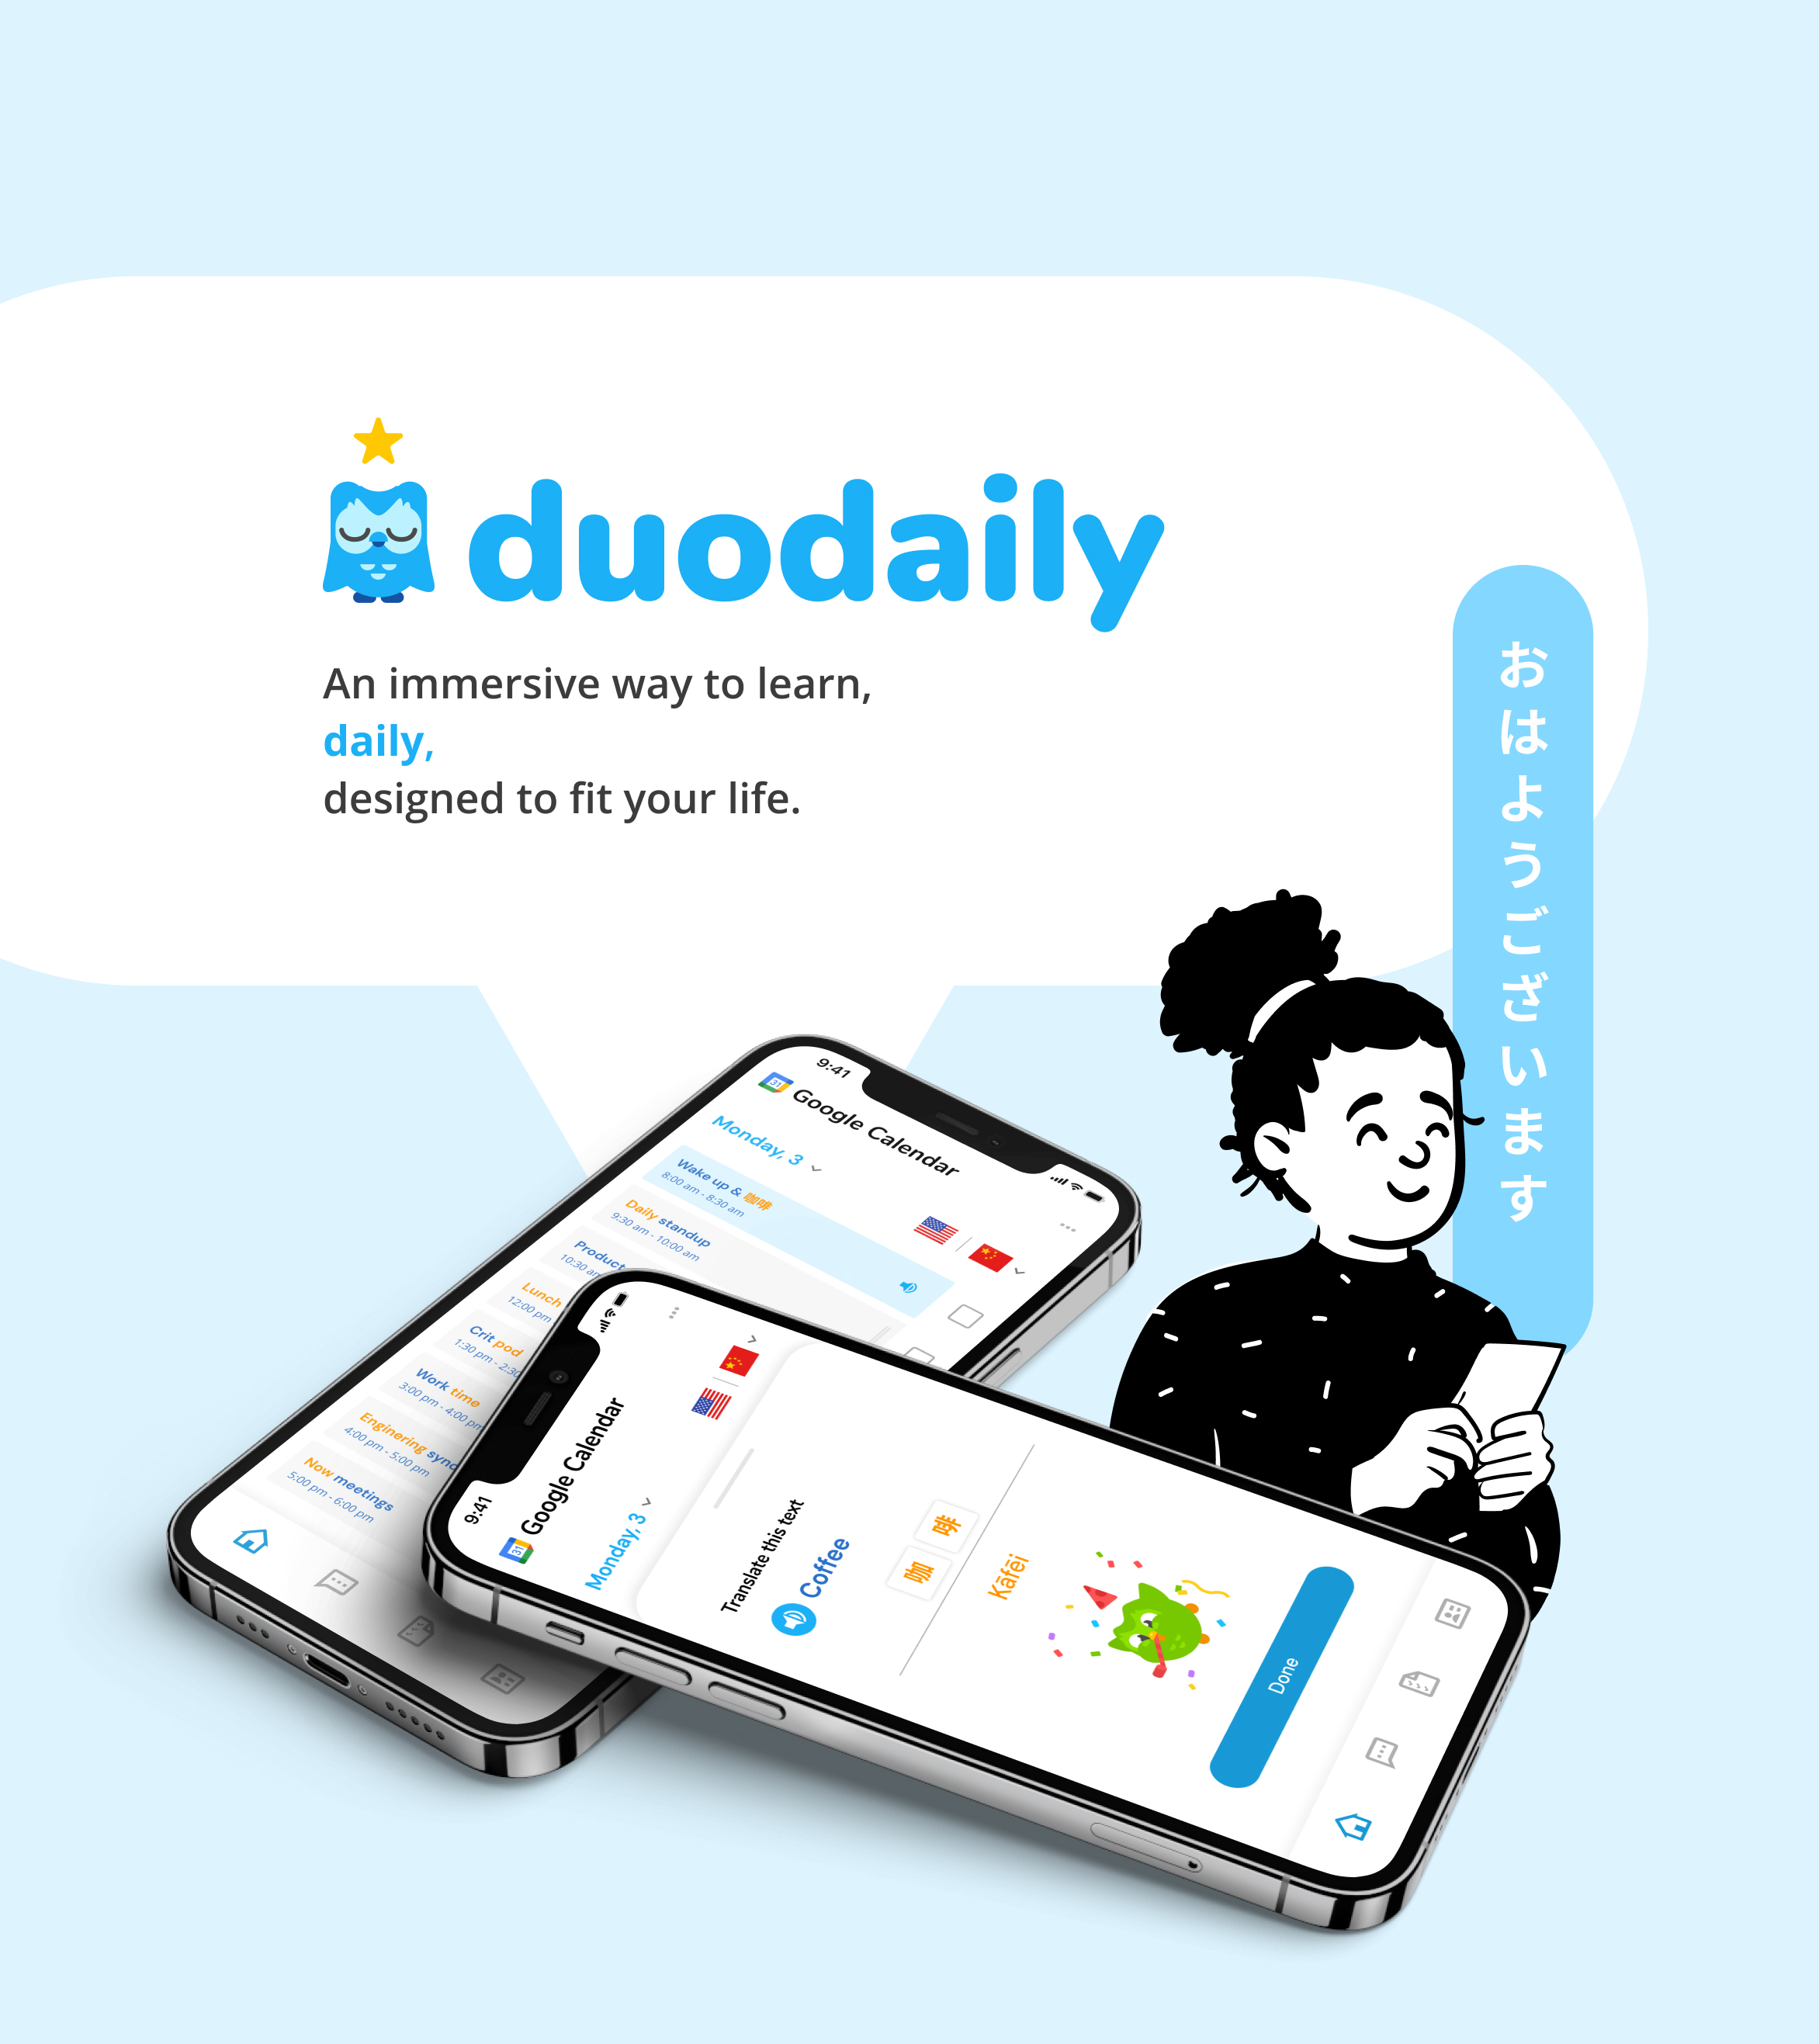 duodaily
An immersive way to learn,
daily,
designed to fit your life.
おはようございます
9:41
31
Google Calendar
Monday, 3
Wake up & 咖啡
8:00 am - 8:30 am
Daily standup
9:30 am - 10:00 am
Product
10:30 am
Lunch
12:00 pm
Crit pod
1:30 pm - 2:30
Work time
3:00 pm - 4:00 pm
Enginering sync
4:00 pm - 5:00 pm
Now meetings
5:00 pm - 6:00 pm
9:41
31
Google Calendar
Monday, 3
Translate this text
Coffee
咖啡
Kāfēi
Done